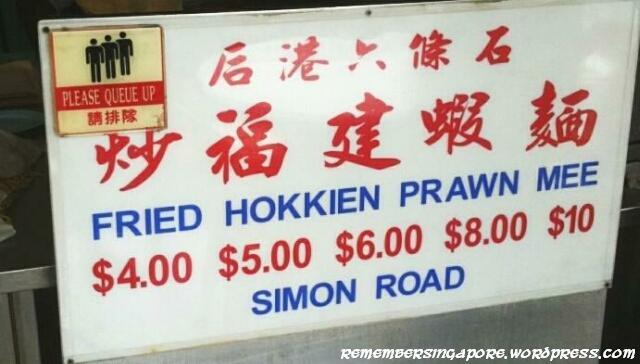 PLEASE QUEUE UP
請排隊
后港六條石
炒福建蝦麵
FRIED HOKKIEN PRAWN MEE
$4.00 $5.00 $6.00 $8.00 $10
SIMON ROAD
REMEMBERSINGAPORE.WORDPRESS.COM